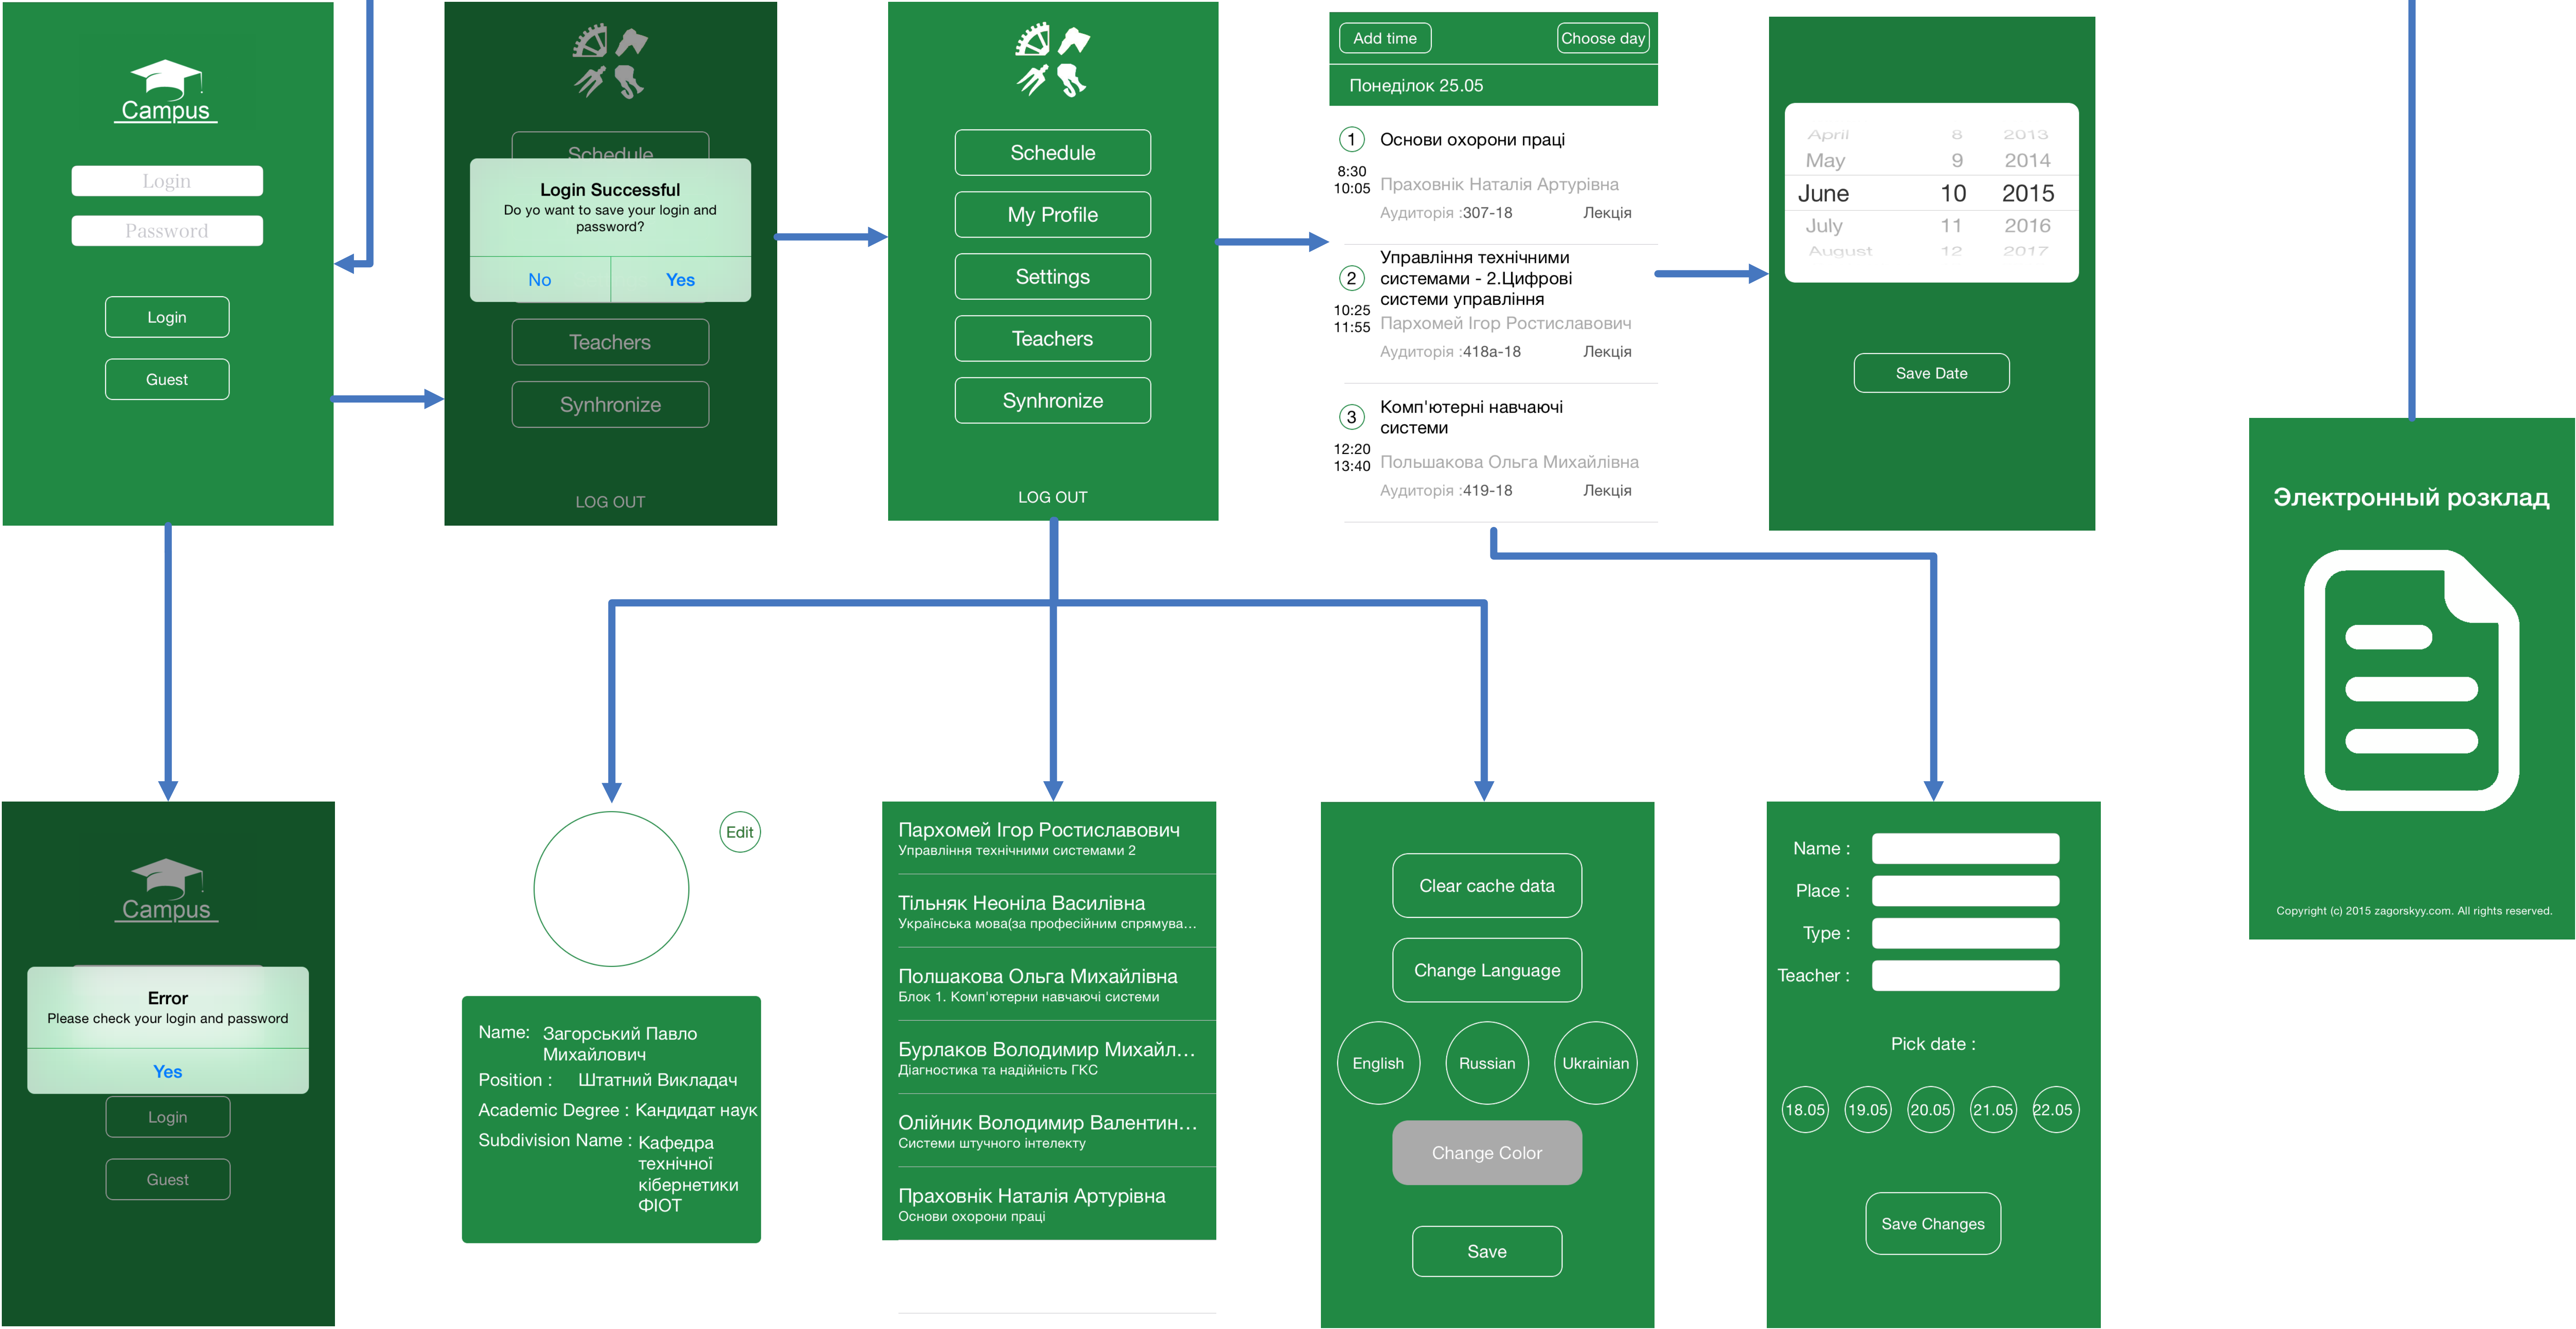 Campus
Login
Password
Login
Guest
Schedule
Login Successful
Do yo want to save your login and
password?
No
Yes
Teachers
Synhronize
LOG OUT
Schedule
My Profile
Settings
Teachers
Synhronize
LOG OUT
Add time
Choose day
Понеділок 25.05
1
Основи охорони праці
8:30
10:05
Праховнік Наталія Артурівна
Аудиторія :307-18
Лекція
2
Управління технічними
системами - 2.Цифрові
системи управління
10:25
11:55
Пархомей Ігор Ростиславович
Аудиторія :418а-18
Лекція
3
Комп'ютерні навчаючі
системи
12:20
13:40
Польшакова Ольга Михайлівна
Аудиторія :419-18
Лекція
April 8 2013
May 9 2014
June 10 2015
July 11 2016
August 12 2017
Save Date
Электронный розклад
Copyright (c) 2015 zagorskyy.com. All rights reserved.
Campus
Error
Please check your login and password
Yes
Login
Guest
Edit
Name: Загорський Павло
Михайлович
Position : Штатний Викладач
Academic Degree : Кандидат наук
Subdivision Name : Кафедра
технічної
кібернетики
ФІОТ
Пархомей Ігор Ростиславович
Управління технічними системами 2
Тільняк Неоніла Василівна
Українська мова(за професійним спрямува...
Полшакова Ольга Михайлівна
Блок 1. Комп'ютерни навчаючі системи
Бурлаков Володимир Михайл...
Діагностика та надійність ГКС
Олійник Володимир Валентин...
Системи штучного інтелекту
Праховнік Наталія Артурівна
Основи охорони праці
Clear cache data
Change Language
English
Russian
Ukrainian
Change Color
Save
Name :
Place :
Type :
Teacher :
Pick date :
18.05
19.05
20.05
21.05
22.05
Save Changes